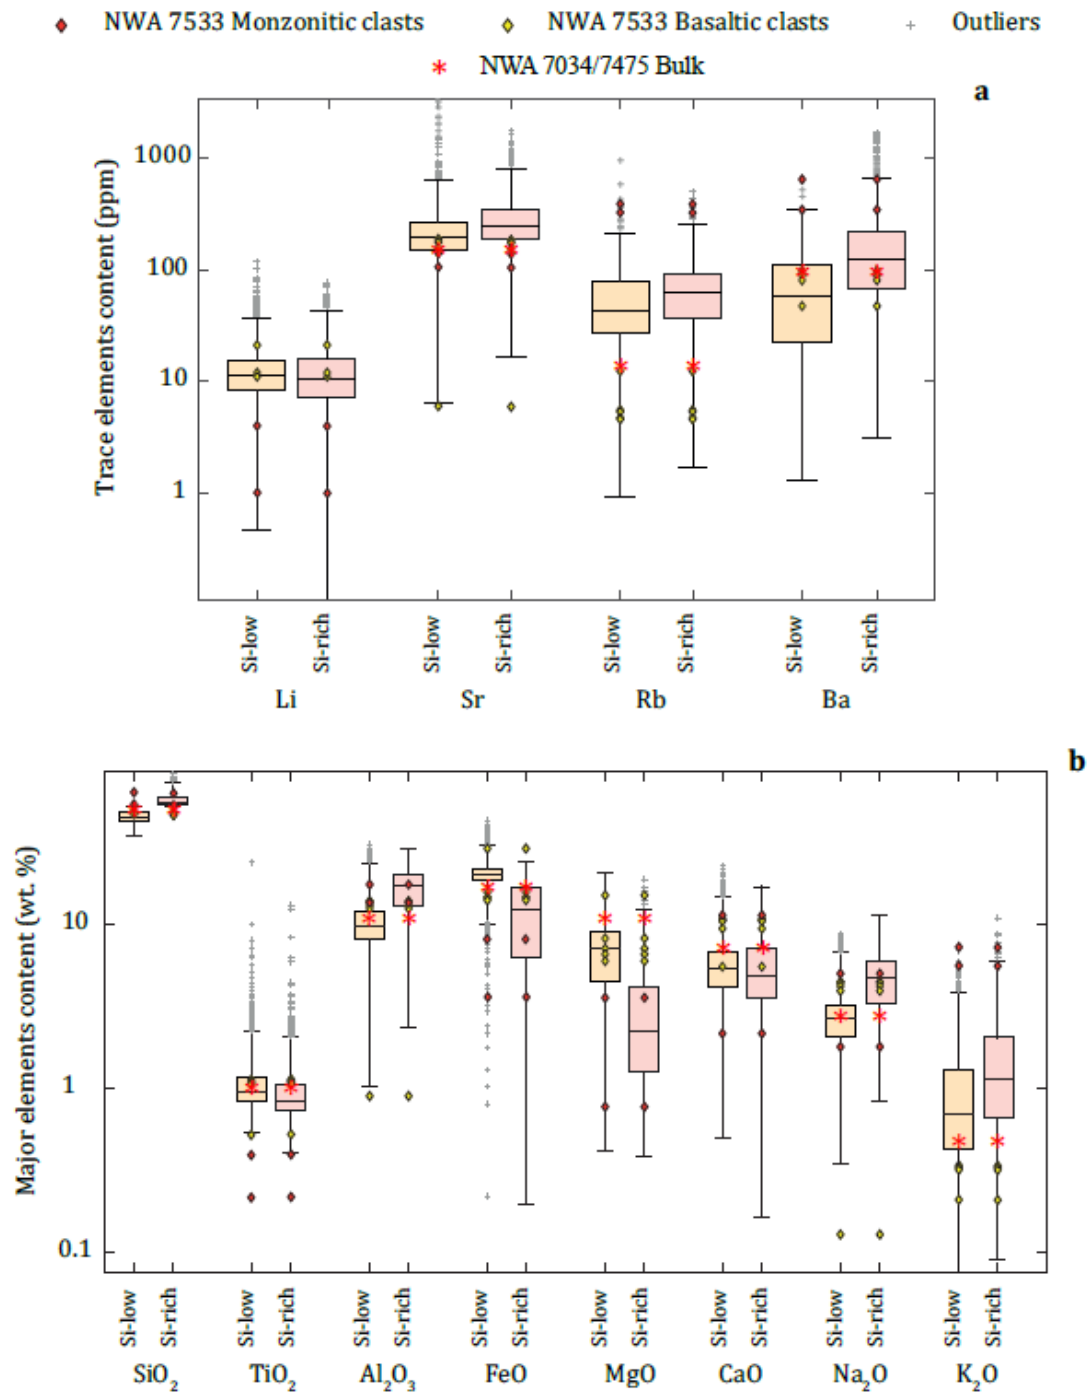 NWA 7533 Monzonitic clasts NWA 7533 Basaltic clasts Outliers
NWA 7034/7475 Bulk
a
Trace elements content (ppm)
1000
100
10
1
Si-low Si-rich Si-low Si-rich Si-low Si-rich Si-low Si-rich
Li Sr Rb Ba
b
Major elements content (wt. %)
10
1
0.1
Si-low Si-rich Si-low Si-rich Si-low Si-rich Si-low Si-rich Si-low Si-rich Si-low Si-rich Si-low Si-rich Si-low Si-rich
SiO₂ TiO₂ Al₂O₃ FeO MgO CaO Na₂O K₂O